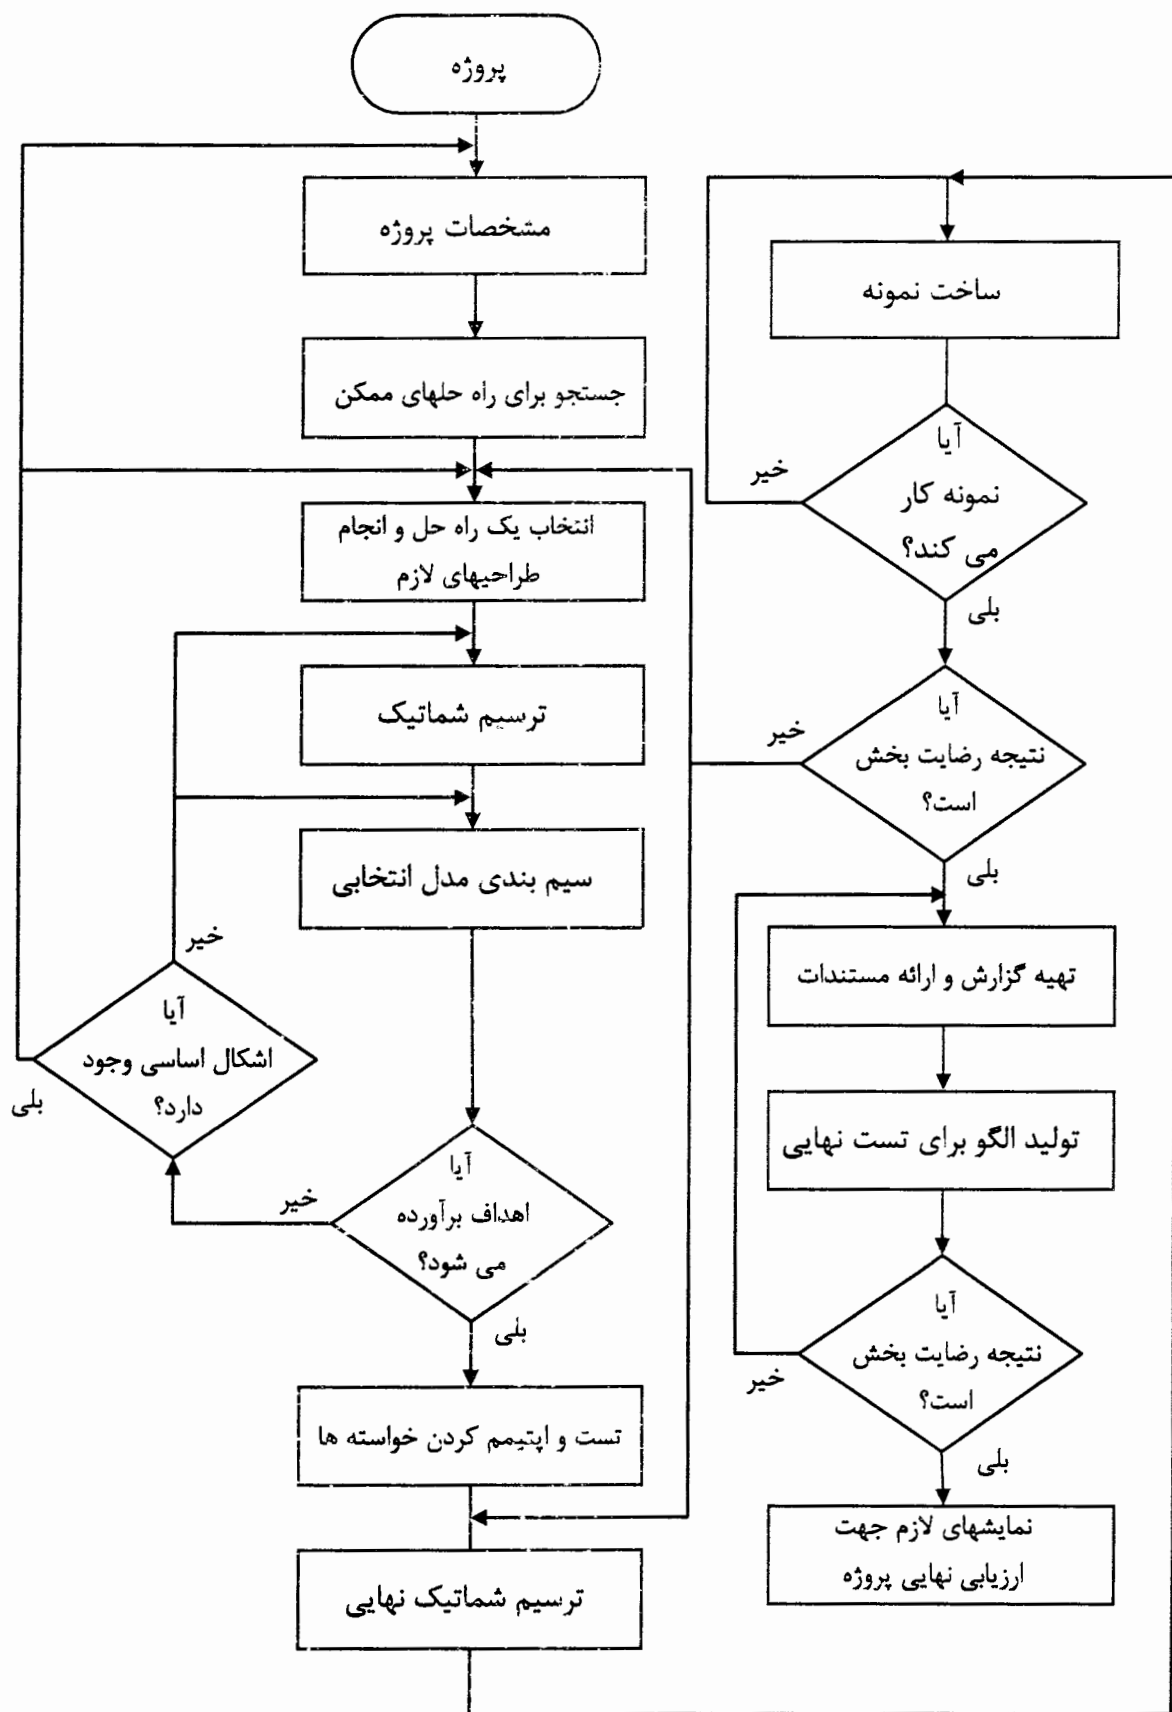 پروژه
مشخصات پروژه
جستجو برای راه حلهای ممکن
انتخاب یک راه حل و انجام
طراحیهای لازم
ترسیم شماتیک
سیم بندی مدل انتخابی
خیر
آیا
اشکال اساسی وجود
دارد؟
بلی
آیا
اهداف برآورده
می شود؟
خیر
بلی
تست و اپتیمم کردن خواسته ها
ترسیم شماتیک نهایی
ساخت نمونه
آیا
نمونه کار
می کند؟
خیر
بلی
آیا
نتیجه رضایت بخش
است؟
خیر
بلی
تهیه گزارش و ارائه مستندات
تولید الگو برای تست نهایی
آیا
نتیجه رضایت بخش
است؟
خیر
بلی
نمایشهای لازم جهت
ارزیابی نهایی پروژه